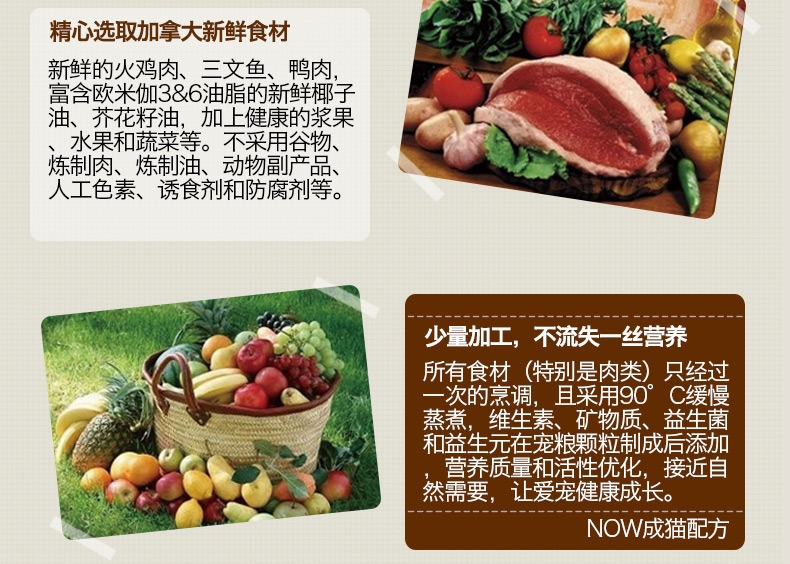 精心选取加拿大新鲜食材
新鲜的火鸡肉、三文鱼、鸭肉，
富含欧米伽3&6油脂的新鲜椰子
油、芥花籽油，加上健康的浆果
、水果和蔬菜等。不采用谷物、
炼制肉、炼制油、动物副产品、
人工色素、诱食剂和防腐剂等。
少量加工，不流失一丝营养
所有食材（特别是肉类）只经过
一次的烹调，且采用90°C缓慢
蒸煮，维生素、矿物质、益生菌
和益生元在宠粮颗粒制成后添加
，营养质量和活性优化，接近自
然需要，让爱宠健康成长。
NOW成猫配方